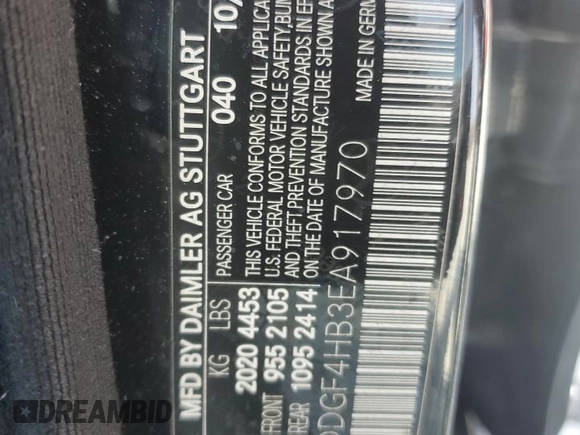 MFD BY DAIMLER AG STUTTGART
KG LBS PASSENGER CAR 040 10
2020 4453 THIS VEHICLE CONFORMS TO ALL APPLICA
FRONT 955 2105 U.S. FEDERAL MOTOR VEHICLE SAFETY, BUM
REAR 1095 2414 AND THEFT PREVENTION STANDARDS IN EF
ON DATE OF MANUFACTURE SHOWN A
DGF4HB3EA917970 MADE IN GERM
DREAMBID